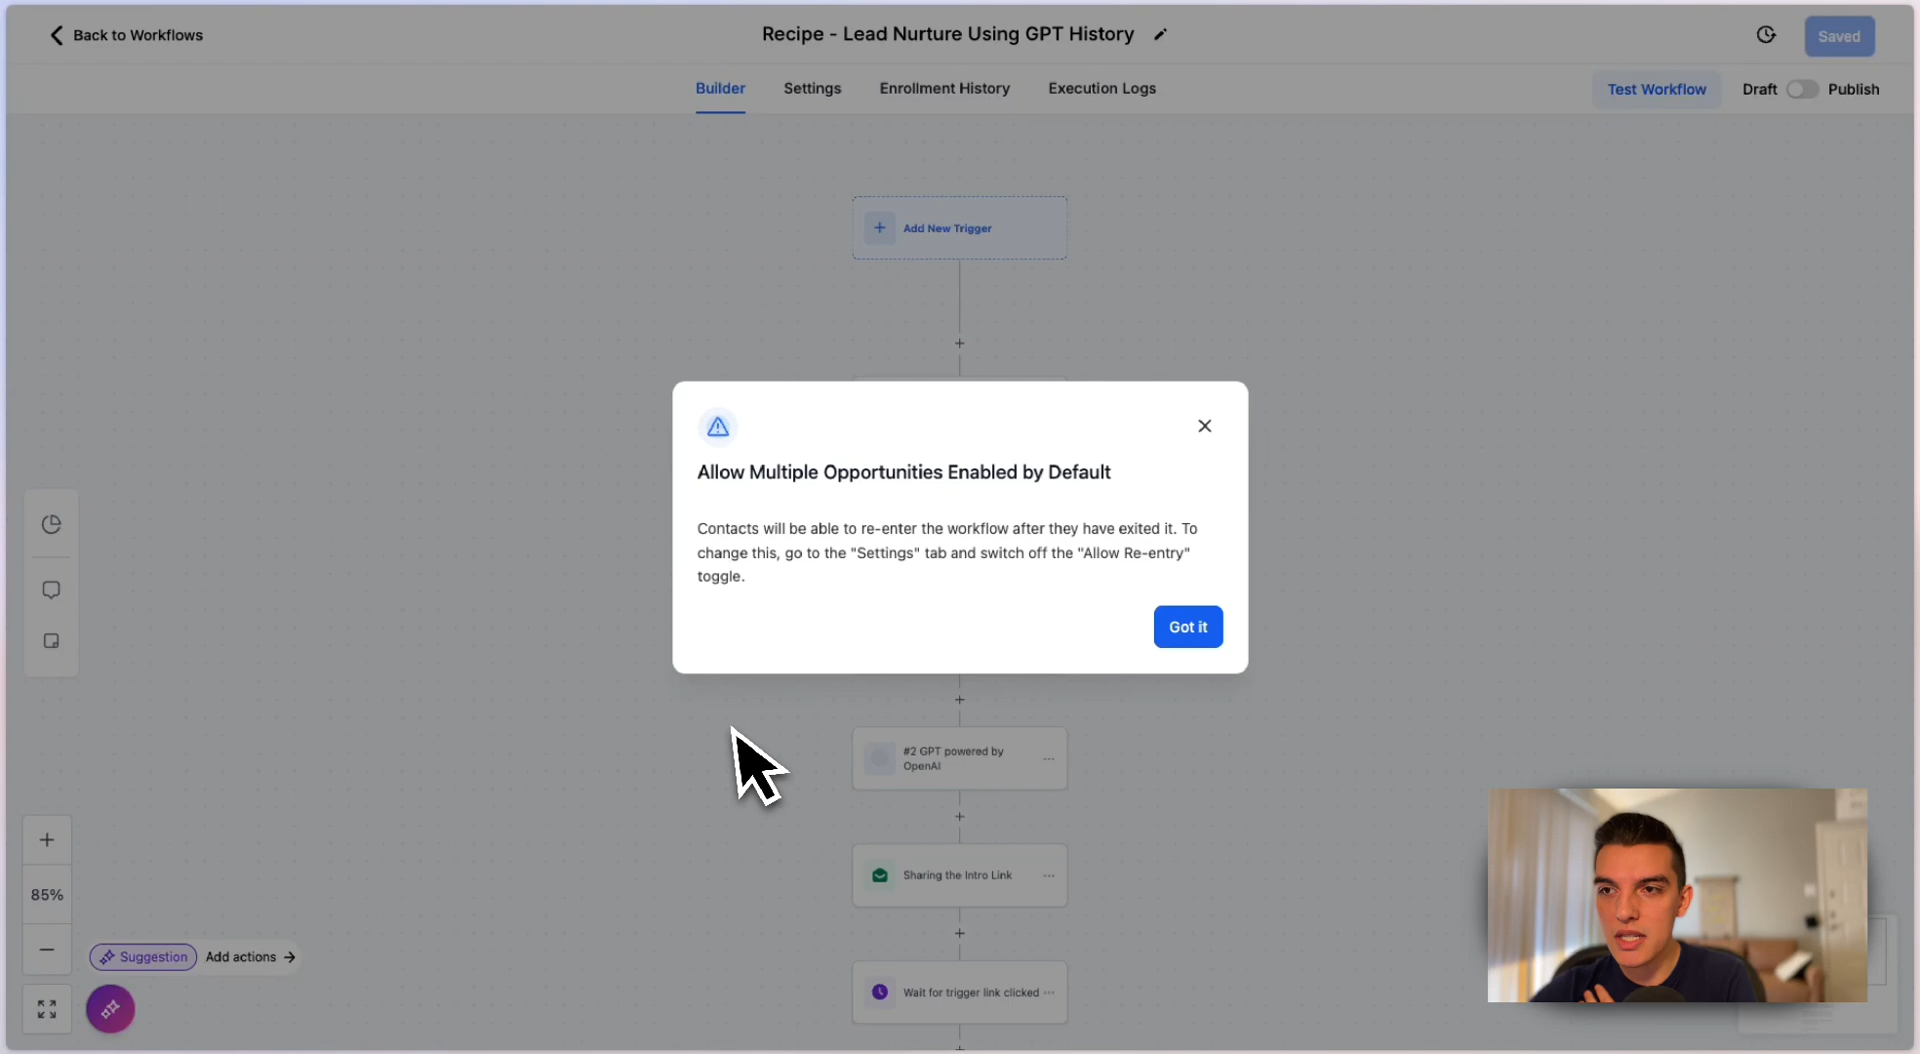 Back to Workflows
Recipe - Lead Nurture Using GPT History
Saved
Builder
Settings
Enrollment History
Execution Logs
Test Workflow
Draft
Publish
Add New Trigger
Allow Multiple Opportunities Enabled by Default
Contacts will be able to re-enter the workflow after they have exited it. To
change this, go to the "Settings" tab and switch off the "Allow Re-entry"
toggle.
Got it
#2 GPT powered by
OpenAI
Sharing the Intro Link
Wait for trigger link clicked
85%
Suggestion
Add actions